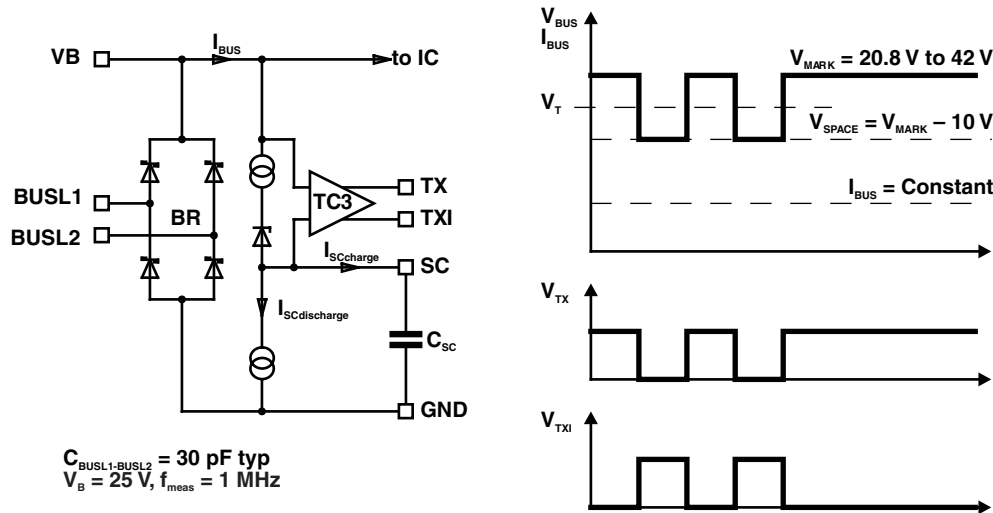 VB
I_BUS
to IC
BUSL1
BR
BUSL2
TC3
TX
TXI
I_SCcharge
SC
I_SCdischarge
C_SC
GND
C_BUSL1-BUSL2 = 30 pF typ
V_B = 25 V, f_meas = 1 MHz
V_BUS
I_BUS
V_MARK = 20.8 V to 42 V
V_T
V_SPACE = V_MARK – 10 V
I_BUS = Constant
V_TX
V_TXI